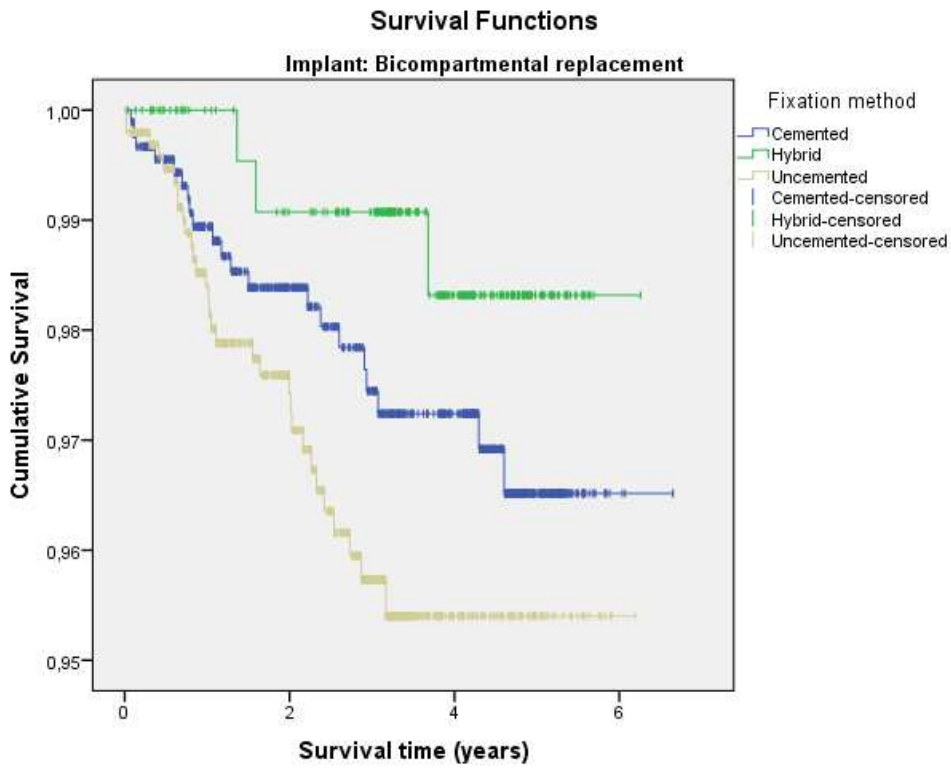 Survival Functions
Implant: Bicompartmental replacement
Cumulative Survival
1,00
0,99
0,98
0,97
0,96
0,95
0
2
4
6
Survival time (years)
Fixation method
Cemented
Hybrid
Uncemented
Cemented-censored
Hybrid-censored
Uncemented-censored